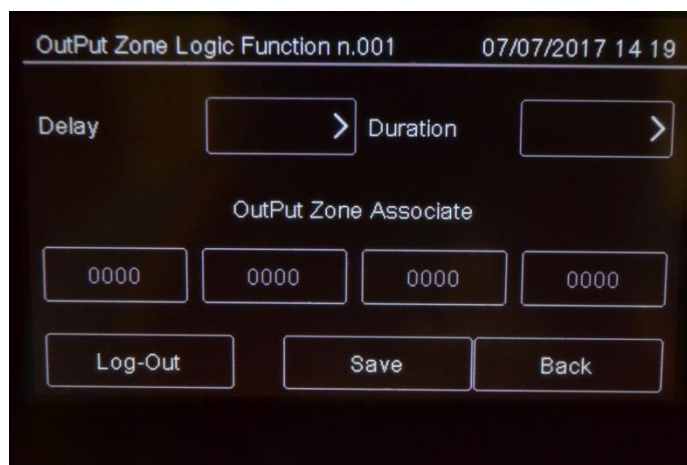 OutPut Zone Logic Function n.001 07/07/2017 14 19
Delay > Duration >
OutPut Zone Associate
0000 0000 0000 0000
Log-Out Save Back